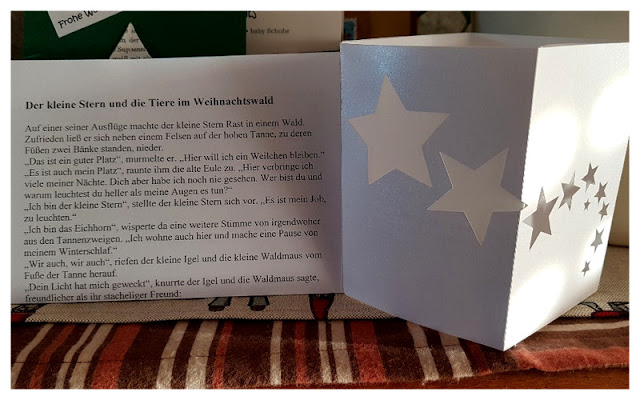 Frohe
• baby fichohe
Der kleine Stern und die Tiere im Weihnachtswald
Auf einer seiner Ausflüge machte der kleine Stern Rast in einem Wald.
Zufrieden ließ er sich neben einem Felsen auf der hohen Tanne, zu deren
Füßen zwei Bänke standen, nieder.
„Das ist ein guter Platz“, murmelte er. „Hier will ich ein Weilchen bleiben.“
„Es ist auch mein Platz“, raunte ihm die alte Eule zu. „Hier verbringe ich
viele meiner Nächte. Dich aber habe ich noch nie gesehen. Wer bist du und
warum leuchtest du heller als meine Augen es tun?“
„Ich bin der kleine Stern“, stellte der kleine Stern sich vor. „Es ist mein Job,
zu leuchten.“
„Ich bin das Eichhorn“, wisperte da eine weitere Stimme von irgendwoher
aus den Tannenzweigen. „Ich wohne auch hier und mache eine Pause von
meinem Winterschlaf.“
„Wir auch, wir auch“, riefen der kleine Igel und die kleine Waldmaus vom
Fuße der Tanne herauf.
„Dein Licht hat mich geweckt“, knurrte der Igel und die Waldmaus sagte,
freundlicher als ihr stacheliger Freund: